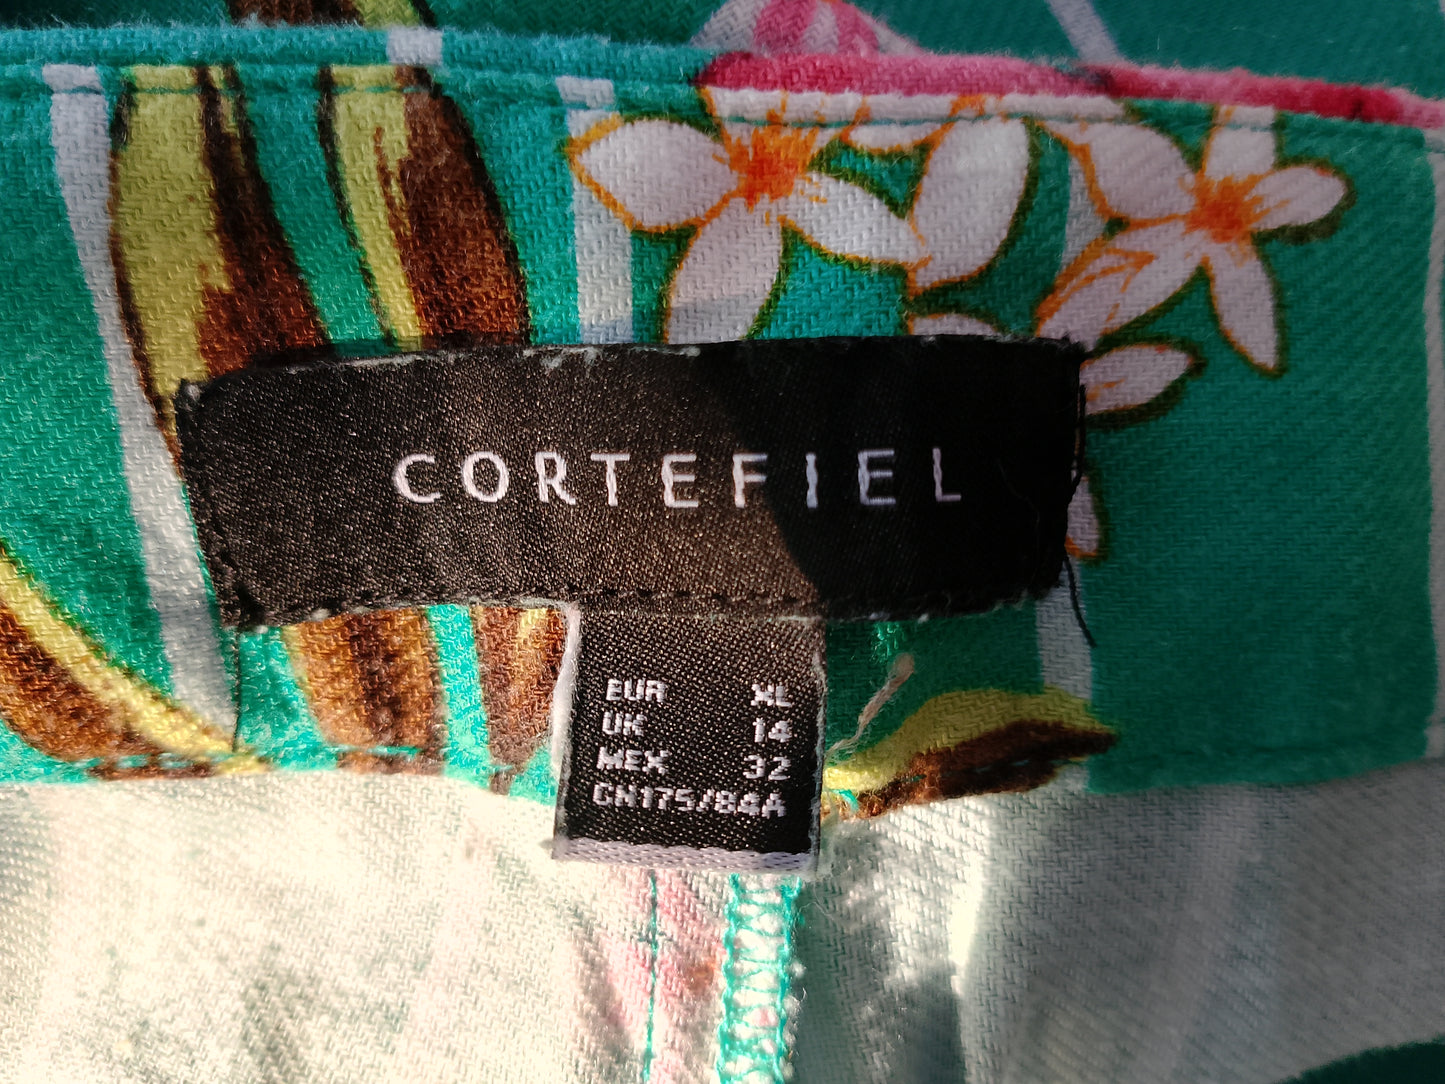 CORTEFIEL
EUR XL
UK 14
MEX 32
CN175/84A